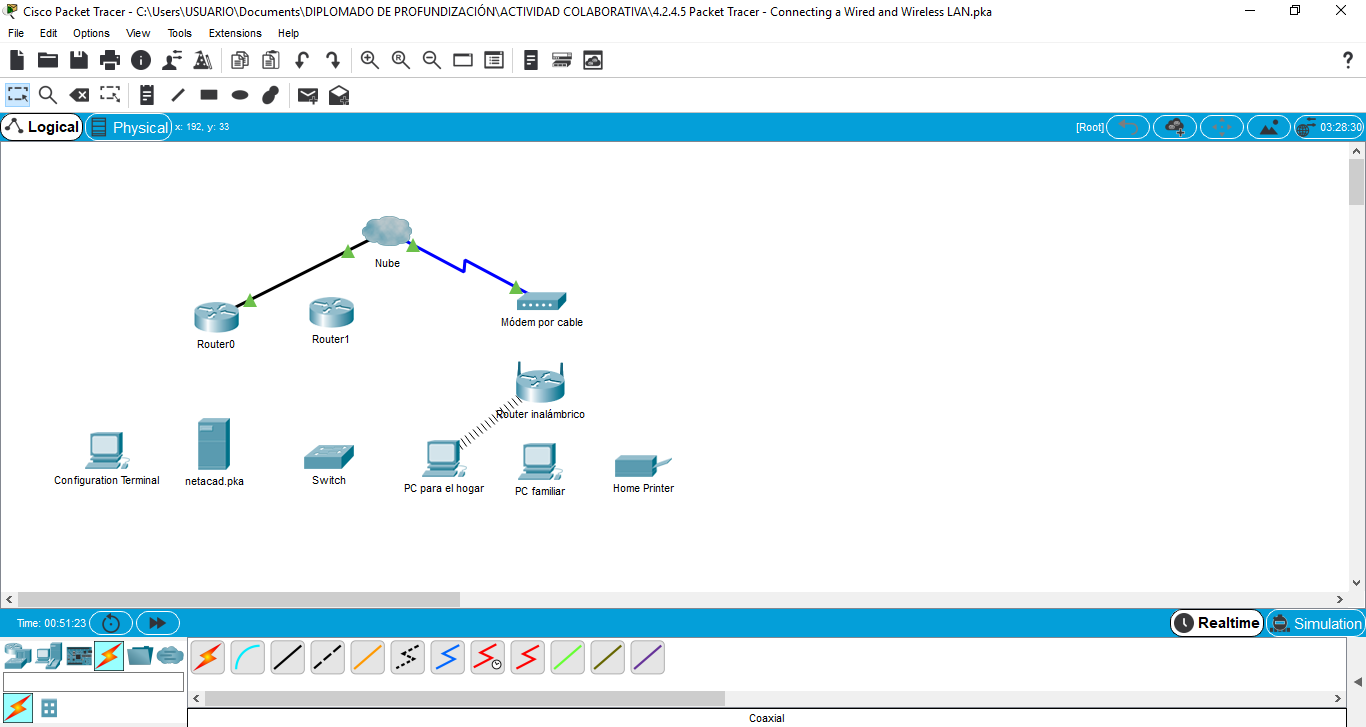 Cisco Packet Tracer - C:\Users\USUARIO\Documents\DIPLOMADO DE PROFUNDIZACIÓN\ACTIVIDAD COLABORATIVA\4.2.4.5 Packet Tracer - Connecting a Wired and Wireless LAN.pka
File Edit Options View Tools Extensions Help
Logical Physical x: 192, y: 33 [Root] 03:28:30
Nube
Módem por cable
Router0
Router1
Router inalámbrico
Configuration Terminal
netacad.pka
Switch
PC para el hogar
PC familiar
Home Printer
Time: 00:51:23 Realtime Simulation
Coaxial